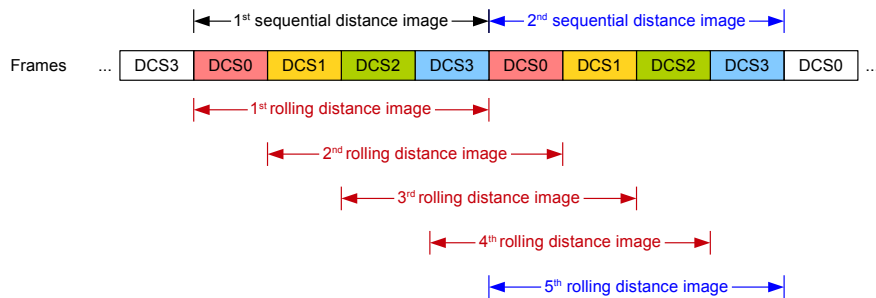 1st sequential distance image 2nd sequential distance image
Frames ... DCS3 DCS0 DCS1 DCS2 DCS3 DCS0 DCS1 DCS2 DCS3 DCS0 ..
1st rolling distance image
2nd rolling distance image
3rd rolling distance image
4th rolling distance image
5th rolling distance image